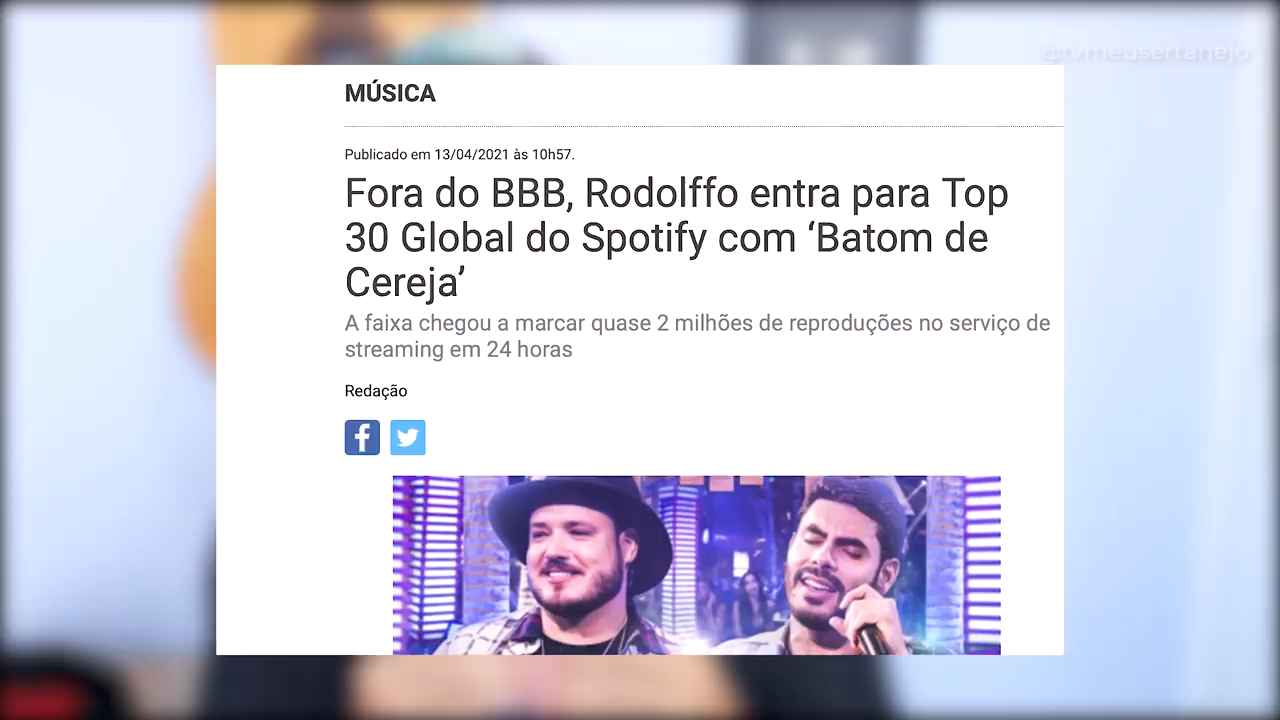 @tvmeusertanejo
MÚSICA
Publicado em 13/04/2021 às 10h57.
Fora do BBB, Rodolffo entra para Top
30 Global do Spotify com ‘Batom de
Cereja’
A faixa chegou a marcar quase 2 milhões de reproduções no serviço de
streaming em 24 horas
Redação